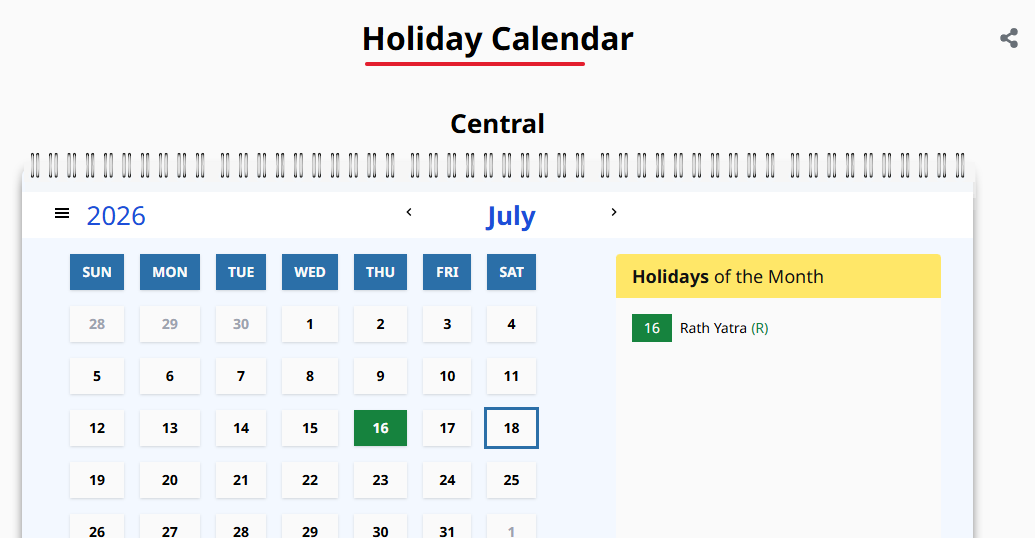 Holiday Calendar
Central
2026 July
SUN MON TUE WED THU FRI SAT
28 29 30 1 2 3 4
5 6 7 8 9 10 11
12 13 14 15 16 17 18
19 20 21 22 23 24 25
26 27 28 29 30 31 1
Holidays of the Month
16 Rath Yatra (R)